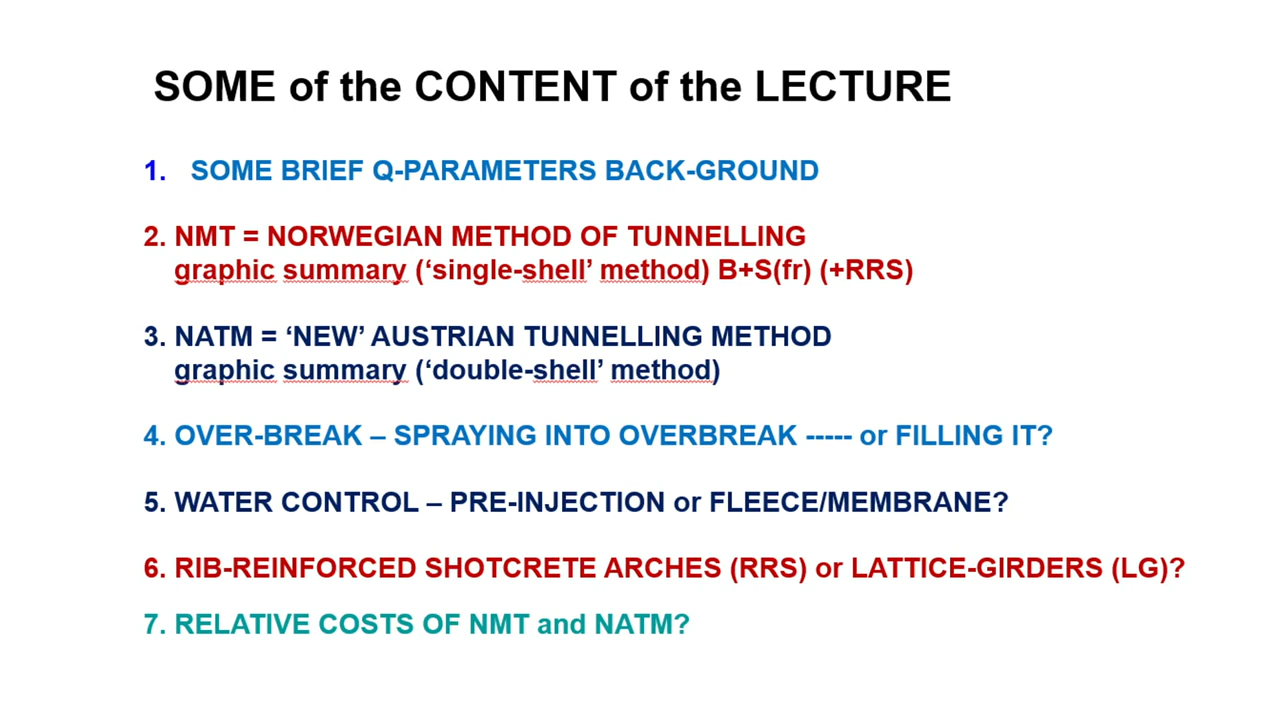 SOME of the CONTENT of the LECTURE
1. SOME BRIEF Q-PARAMETERS BACK-GROUND
2. NMT = NORWEGIAN METHOD OF TUNNELLING
graphic summary (‘single-shell’ method) B+S(fr) (+RRS)
3. NATM = ‘NEW’ AUSTRIAN TUNNELLING METHOD
graphic summary (‘double-shell’ method)
4. OVER-BREAK – SPRAYING INTO OVERBREAK ----- or FILLING IT?
5. WATER CONTROL – PRE-INJECTION or FLEECE/MEMBRANE?
6. RIB-REINFORCED SHOTCRETE ARCHES (RRS) or LATTICE-GIRDERS (LG)?
7. RELATIVE COSTS OF NMT and NATM?